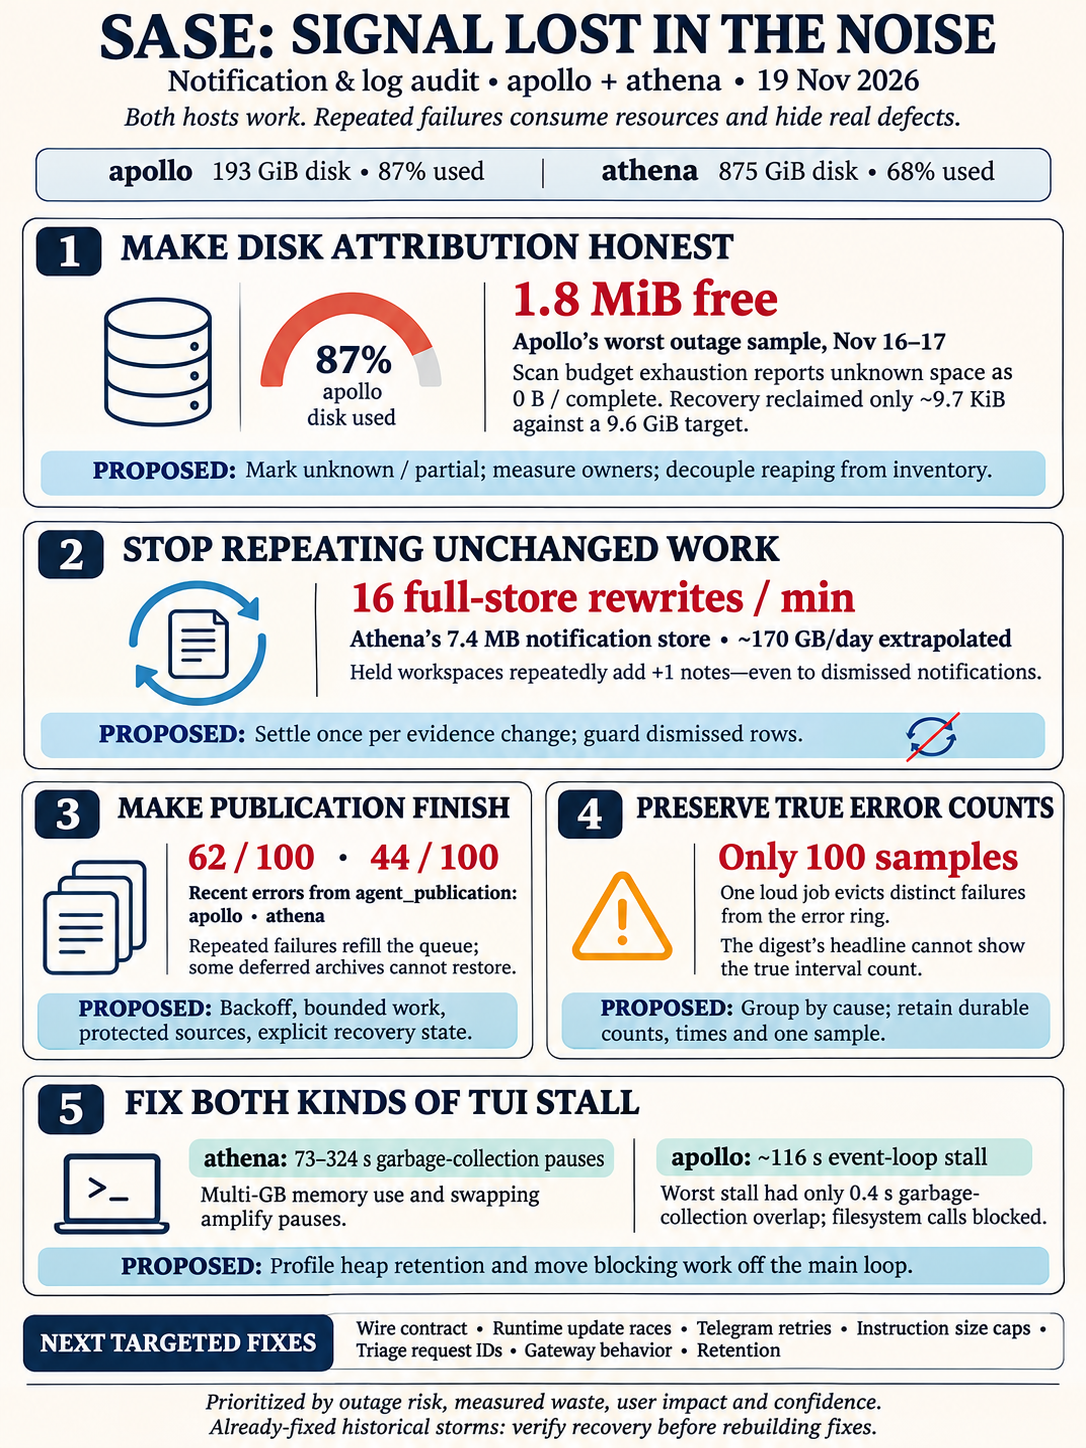 SASE: SIGNAL LOST IN THE NOISE
Notification & log audit • apollo + athena • 19 Nov 2026
Both hosts work. Repeated failures consume resources and hide real defects.
apollo 193 GiB disk • 87% used | athena 875 GiB disk • 68% used
1 MAKE DISK ATTRIBUTION HONEST
87%
apollo
disk used
1.8 MiB free
Apollo's worst outage sample, Nov 16–17
Scan budget exhaustion reports unknown space as
0 B / complete. Recovery reclaimed only ~9.7 KiB
against a 9.6 GiB target.
PROPOSED: Mark unknown / partial; measure owners; decouple reaping from inventory.
2 STOP REPEATING UNCHANGED WORK
16 full-store rewrites / min
Athena's 7.4 MB notification store • ~170 GB/day extrapolated
Held workspaces repeatedly add +1 notes—even to dismissed notifications.
PROPOSED: Settle once per evidence change; guard dismissed rows.
3 MAKE PUBLICATION FINISH
62 / 100 · 44 / 100
Recent errors from agent_publication:
apollo • athena
Repeated failures refill the queue;
some deferred archives cannot restore.
PROPOSED: Backoff, bounded work,
protected sources, explicit recovery state.
4 PRESERVE TRUE ERROR COUNTS
Only 100 samples
One loud job evicts distinct failures
from the error ring.
The digest's headline cannot show
the true interval count.
PROPOSED: Group by cause; retain durable
counts, times and one sample.
5 FIX BOTH KINDS OF TUI STALL
>_
athena: 73–324 s garbage-collection pauses
Multi-GB memory use and swapping
amplify pauses.
apollo: ~116 s event-loop stall
Worst stall had only 0.4 s garbage-
collection overlap; filesystem calls blocked.
PROPOSED: Profile heap retention and move blocking work off the main loop.
NEXT TARGETED FIXES
Wire contract • Runtime update races • Telegram retries • Instruction size caps •
Triage request IDs • Gateway behavior • Retention
Prioritized by outage risk, measured waste, user impact and confidence.
Already-fixed historical storms: verify recovery before rebuilding fixes.